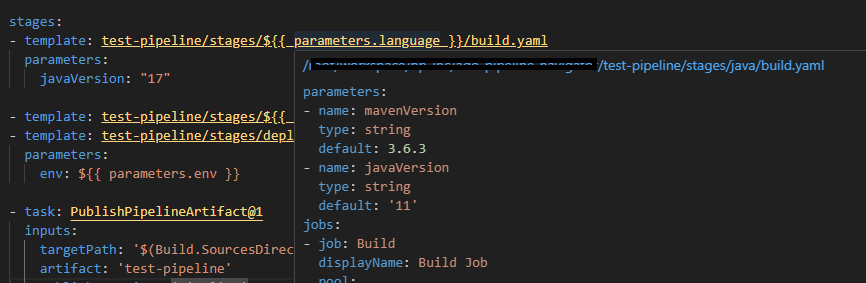 stages:
- template: test-pipeline/stages/${{ parameters.language }}/build.yaml
parameters:
javaVersion: "17"
- template: test-pipeline/stages/${{
- template: test-pipeline/stages/depl
parameters:
env: ${{ parameters.env }}
- task: PublishPipelineArtifact@1
inputs:
targetPath: '$(Build.SourcesDirec
artifact: 'test-pipeline'
/test-pipeline/stages/java/build.yaml
parameters:
- name: mavenVersion
type: string
default: 3.6.3
- name: javaVersion
type: string
default: '11'
jobs:
- job: Build
displayName: Build Job
pool: